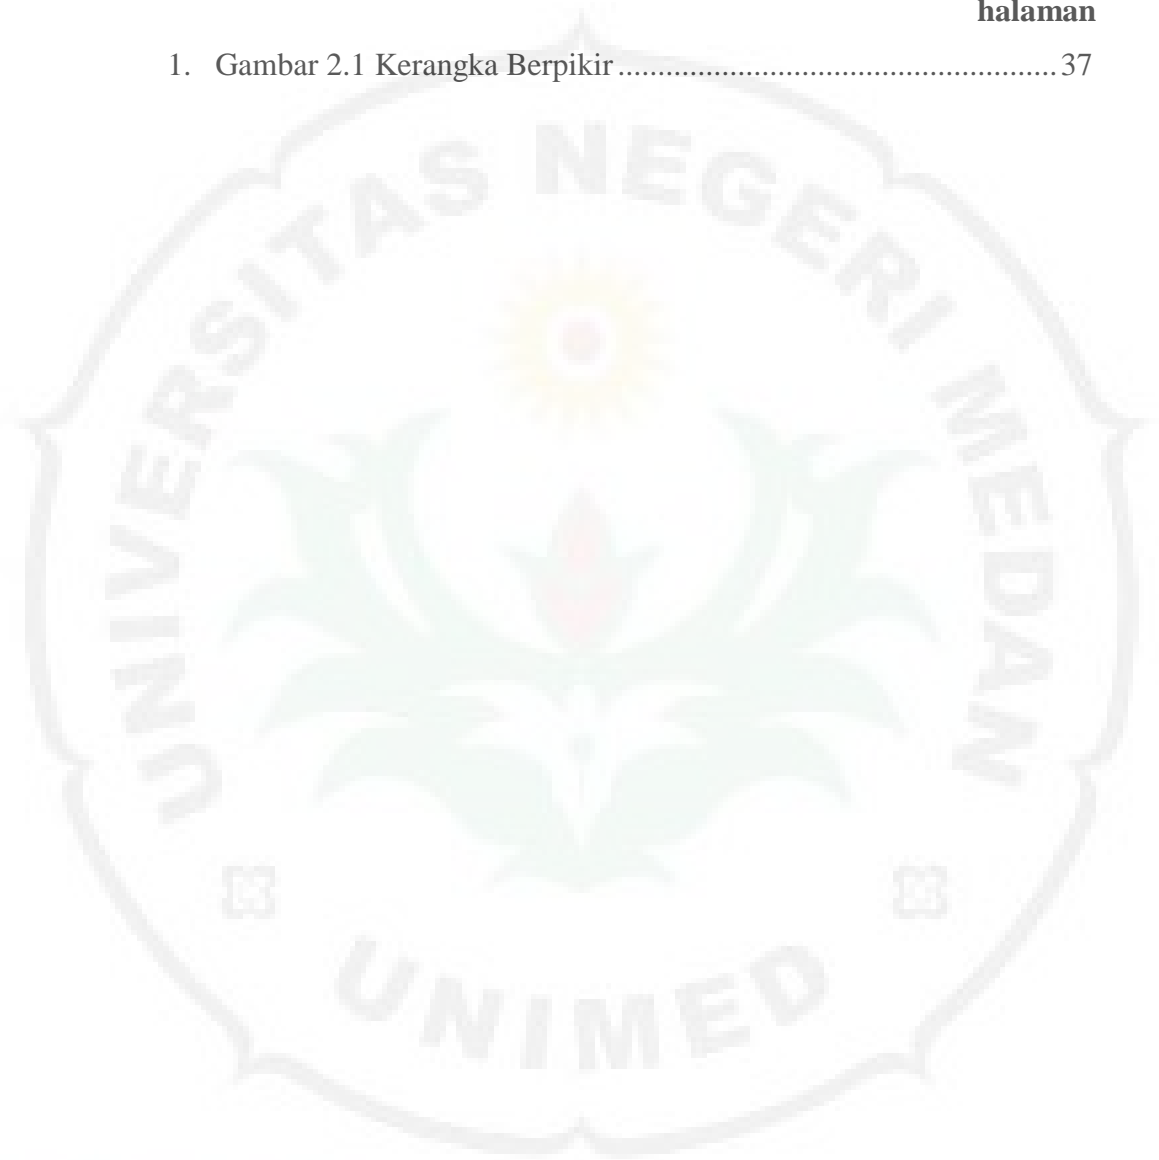 halaman
1. Gambar 2.1 Kerangka Berpikir ...................................................... 37
UNIVERSITAS NEGERI MEDAN
UNIMED